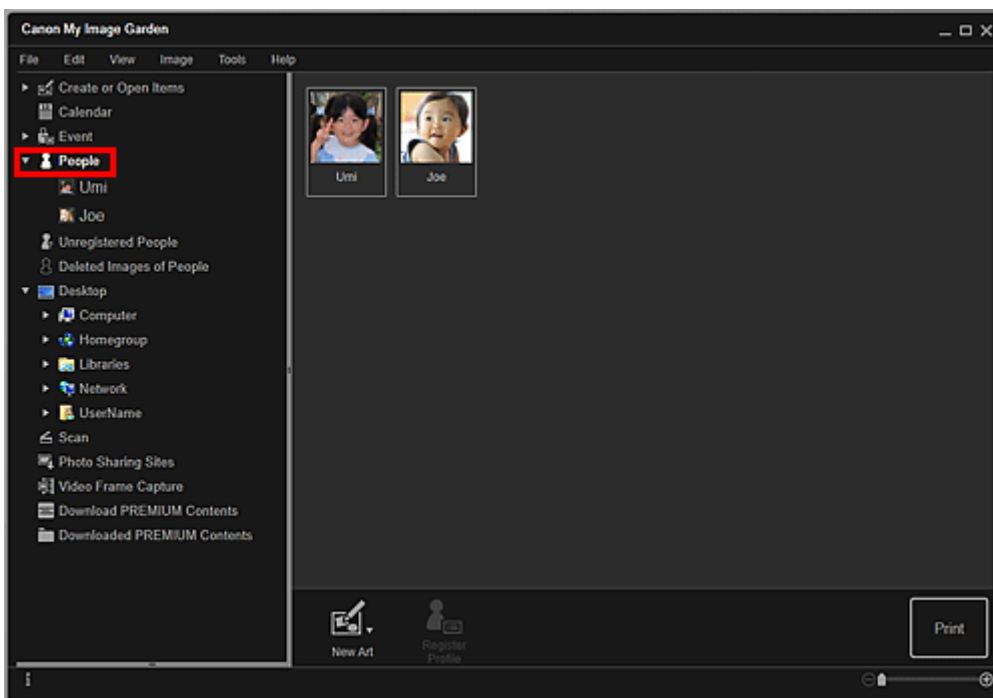 Canon My Image Garden
File Edit View Image Tools Help
Create or Open Items
Calendar
Event
People
Umi
Joe
Unregistered People
Deleted Images of People
Desktop
Computer
Homegroup
Libraries
Network
UserName
Scan
Photo Sharing Sites
Video Frame Capture
Download PREMIUM Contents
Downloaded PREMIUM Contents
Umi Joe
New Art
Register
Profile
Print